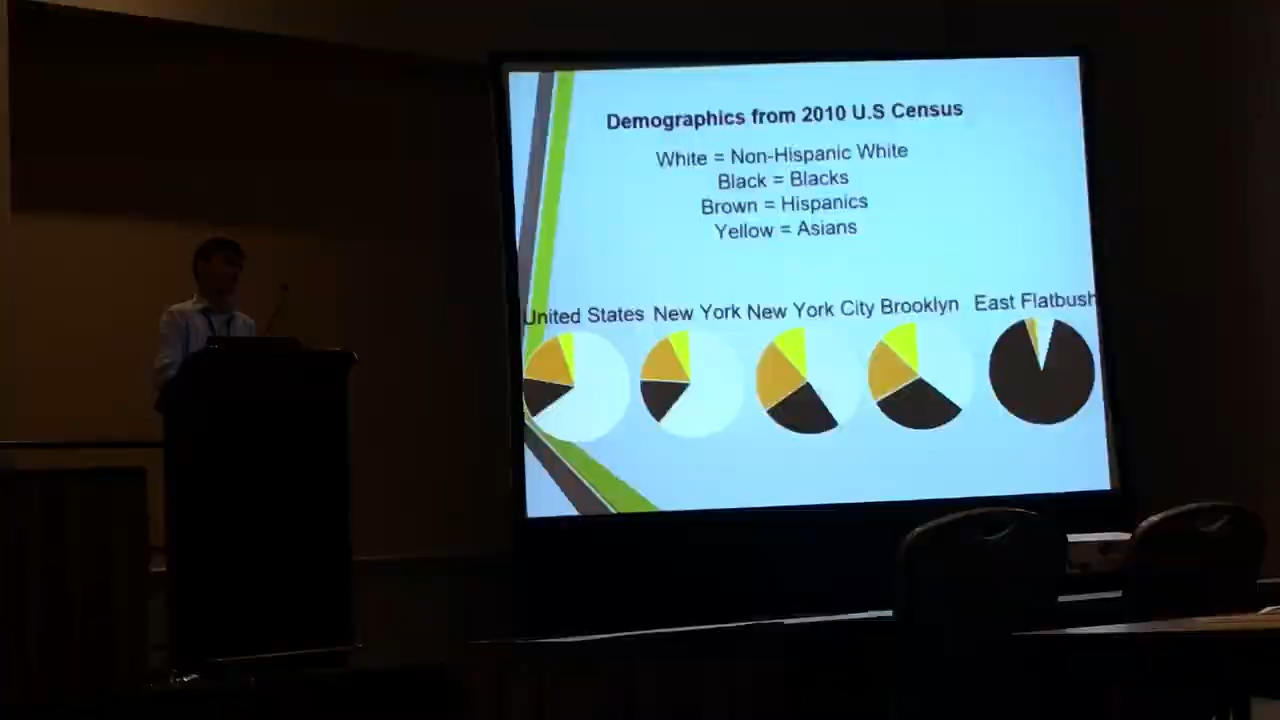 Demographics from 2010 U.S Census
White = Non-Hispanic White
Black = Blacks
Brown = Hispanics
Yellow = Asians
United States New York New York City Brooklyn East Flatbush